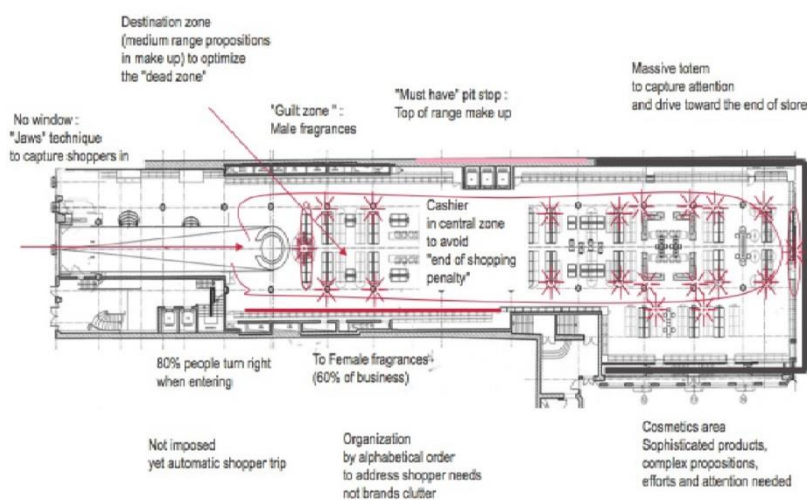 Destination zone
(medium range propositions
in make up) to optimize
the "dead zone"
No window :
"Jaws" technique
to capture shoppers in
"Guilt zone " :
Male fragrances
"Must have" pit stop :
Top of range make up
Massive totem
to capture attention
and drive toward the end of store
Cashier
in central zone
to avoid
"end of shopping
penalty"
80% people turn right
when entering
To Female fragrances
(60% of business)
Not imposed
yet automatic shopper trip
Organization
by alphabetical order
to address shopper needs
not brands clutter
Cosmetics area
Sophisticated products,
complex propositions,
efforts and attention needed